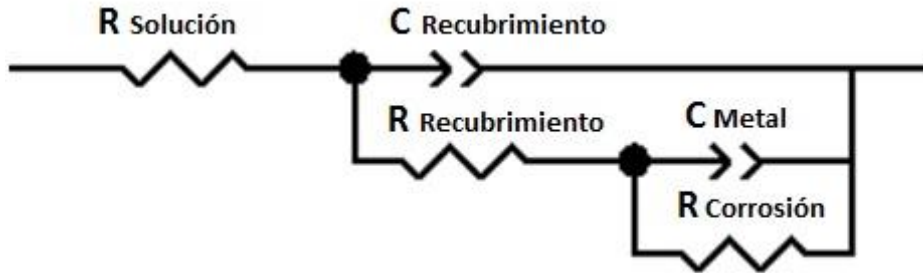 R Solución
C Recubrimiento
R Recubrimiento
C Metal
R Corrosión